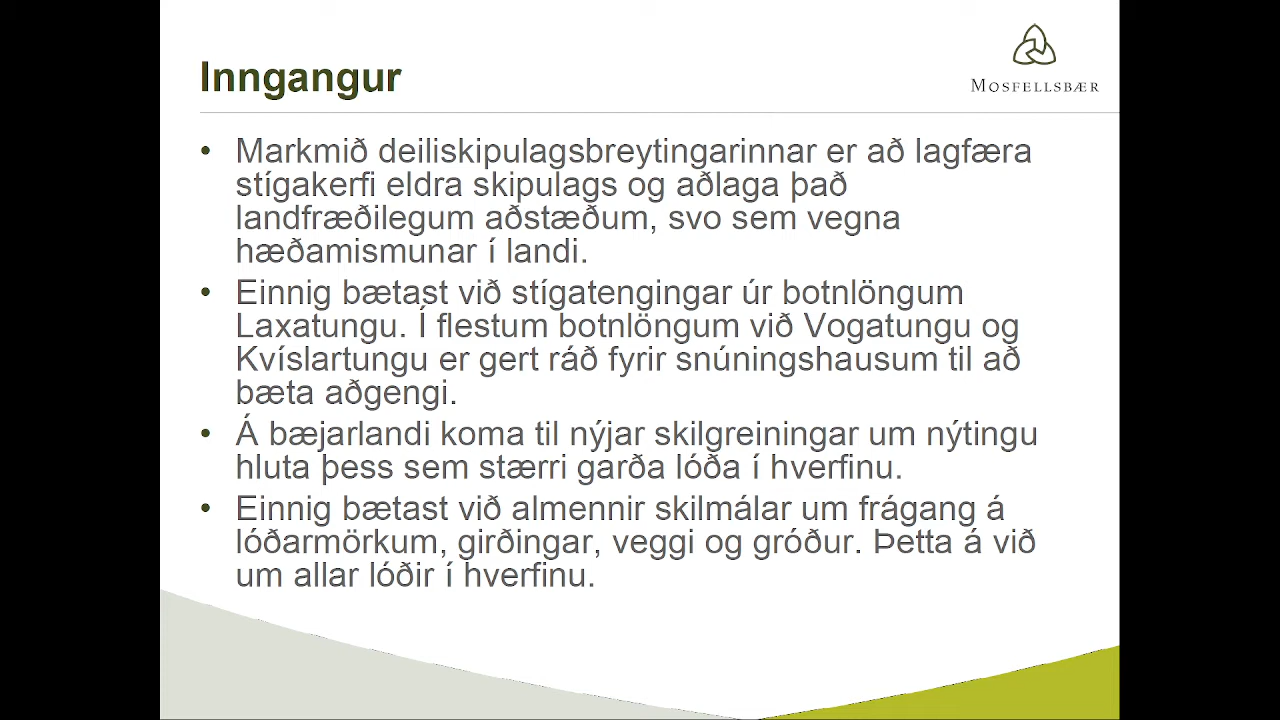 Inngangur
MOSFELLSBÆR
• Markmið deiliskipulagsbreytingarinnar er að lagfæra
stígakerfi eldra skipulags og aðlaga það
landfræðilegum aðstæðum, svo sem vegna
hæðamismunar í landi.
• Einnig bætast við stígatengingar úr botnlöngum
Laxatungu. Í flestum botnlöngum við Vogatungu og
Kvíslartungu er gert ráð fyrir snúningshausum til að
bæta aðgengi.
• Á bæjarlandi koma til nýjar skilgreiningar um nýtingu
hluta þess sem stærri garða lóða í hverfinu.
• Einnig bætast við almennir skilmálar um frágang á
lóðarmörkum, girðingar, veggi og gróður. Þetta á við
um allar lóðir í hverfinu.